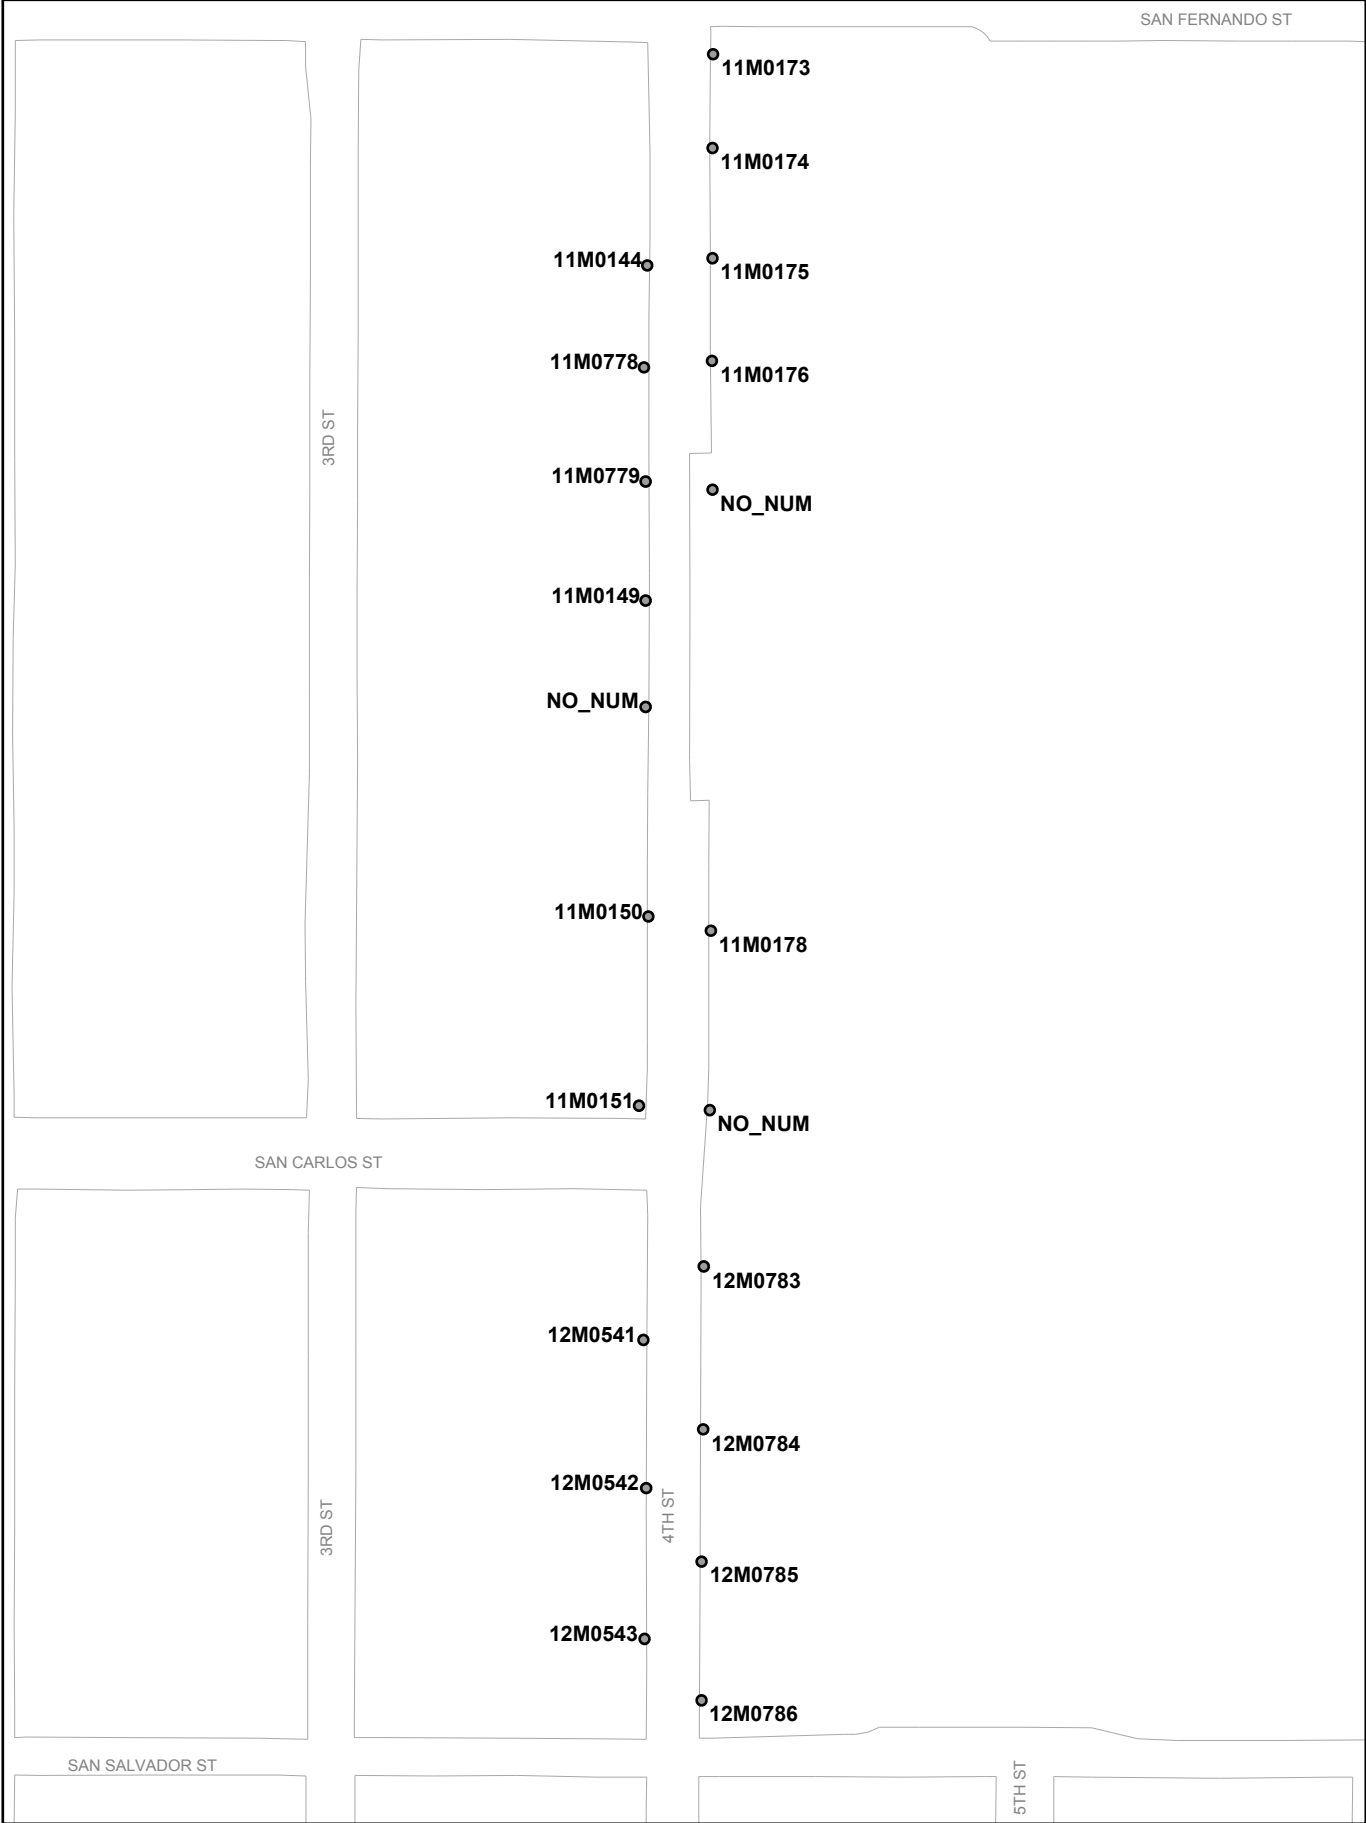 SAN FERNANDO ST
11M0173
11M0174
11M0144
11M0175
11M0778
11M0176
3RD ST
11M0779
NO_NUM
11M0149
NO_NUM
11M0150
11M0178
11M0151
NO_NUM
SAN CARLOS ST
12M0783
12M0541
12M0784
12M0542
4TH ST
3RD ST
12M0785
12M0543
12M0786
SAN SALVADOR ST
5TH ST